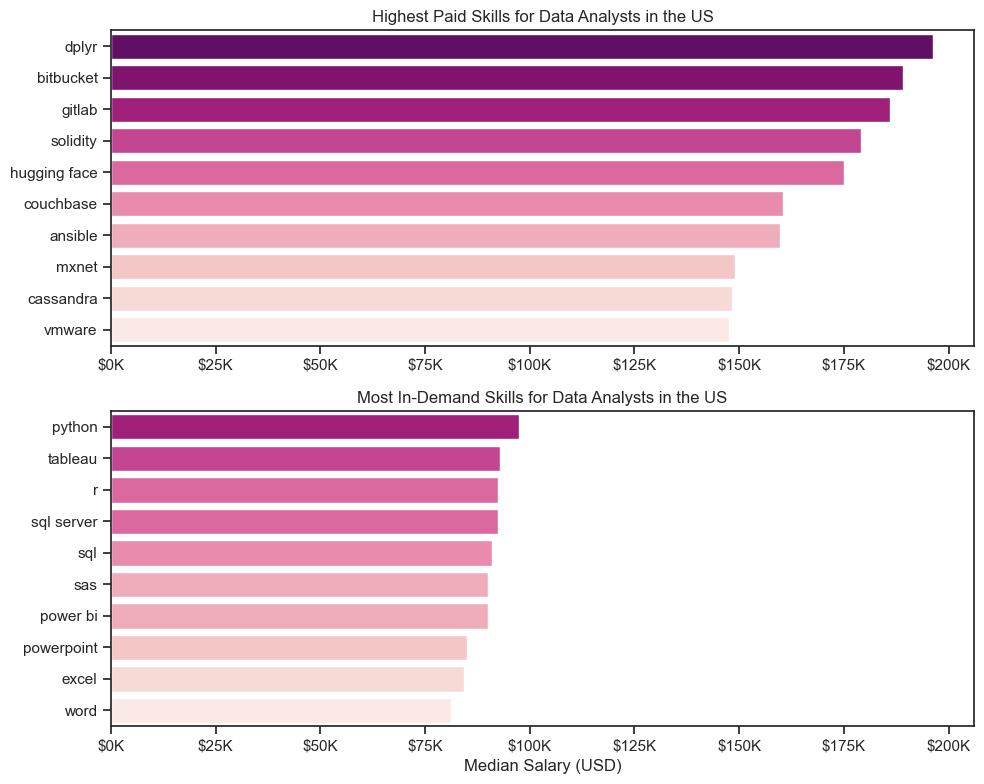 Highest Paid Skills for Data Analysts in the US
dplyr
bitbucket
gitlab
solidity
hugging face
couchbase
ansible
mxnet
cassandra
vmware
$0K $25K $50K $75K $100K $125K $150K $175K $200K
Most In-Demand Skills for Data Analysts in the US
python
tableau
r
sql server
sql
sas
power bi
powerpoint
excel
word
$0K $25K $50K $75K $100K $125K $150K $175K $200K
Median Salary (USD)